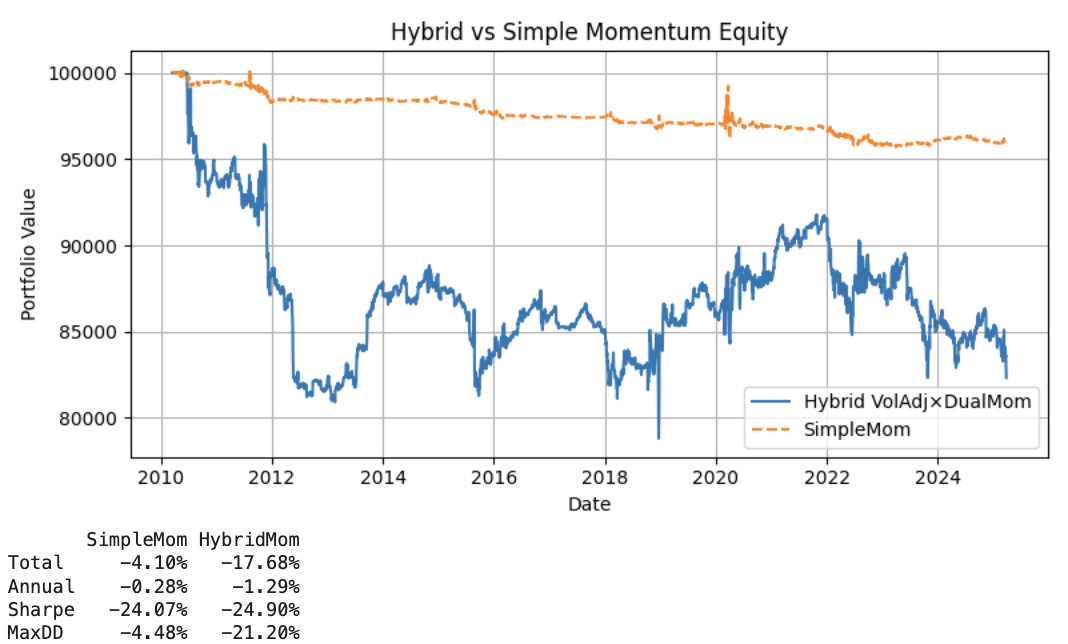 Hybrid vs Simple Momentum Equity
100000
95000
90000
85000
80000
Portfolio Value
Hybrid VolAdj×DualMom
SimpleMom
2010 2012 2014 2016 2018 2020 2022 2024
Date
SimpleMom HybridMom
Total -4.10% -17.68%
Annual -0.28% -1.29%
Sharpe -24.07% -24.90%
MaxDD -4.48% -21.20%